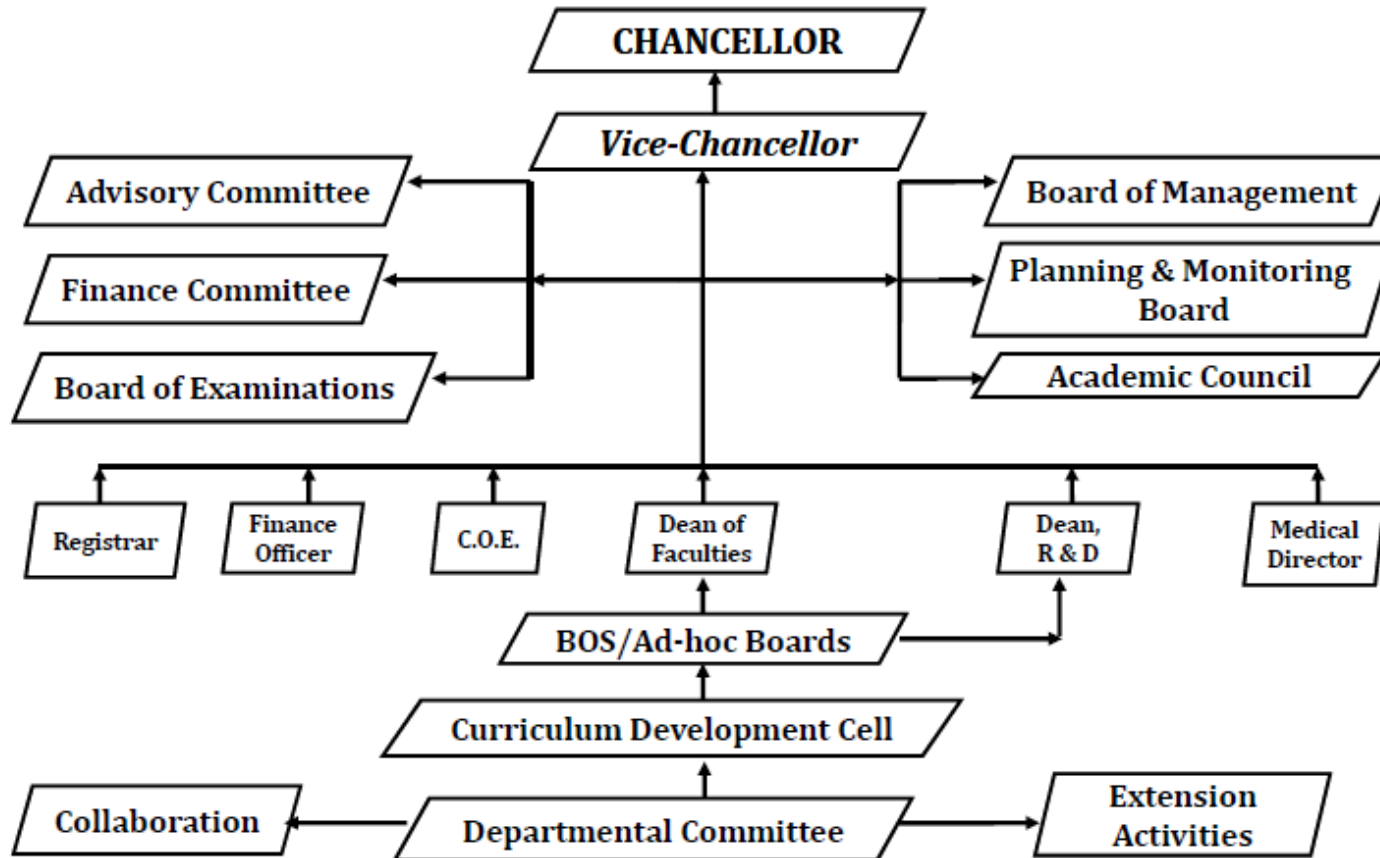 CHANCELLOR
Vice-Chancellor
Advisory Committee
Board of Management
Finance Committee
Planning & Monitoring
Board
Board of Examinations
Academic Council
Registrar
Finance
Officer
C.O.E.
Dean of
Faculties
Dean,
R & D
Medical
Director
BOS/Ad-hoc Boards
Curriculum Development Cell
Collaboration
Departmental Committee
Extension
Activities